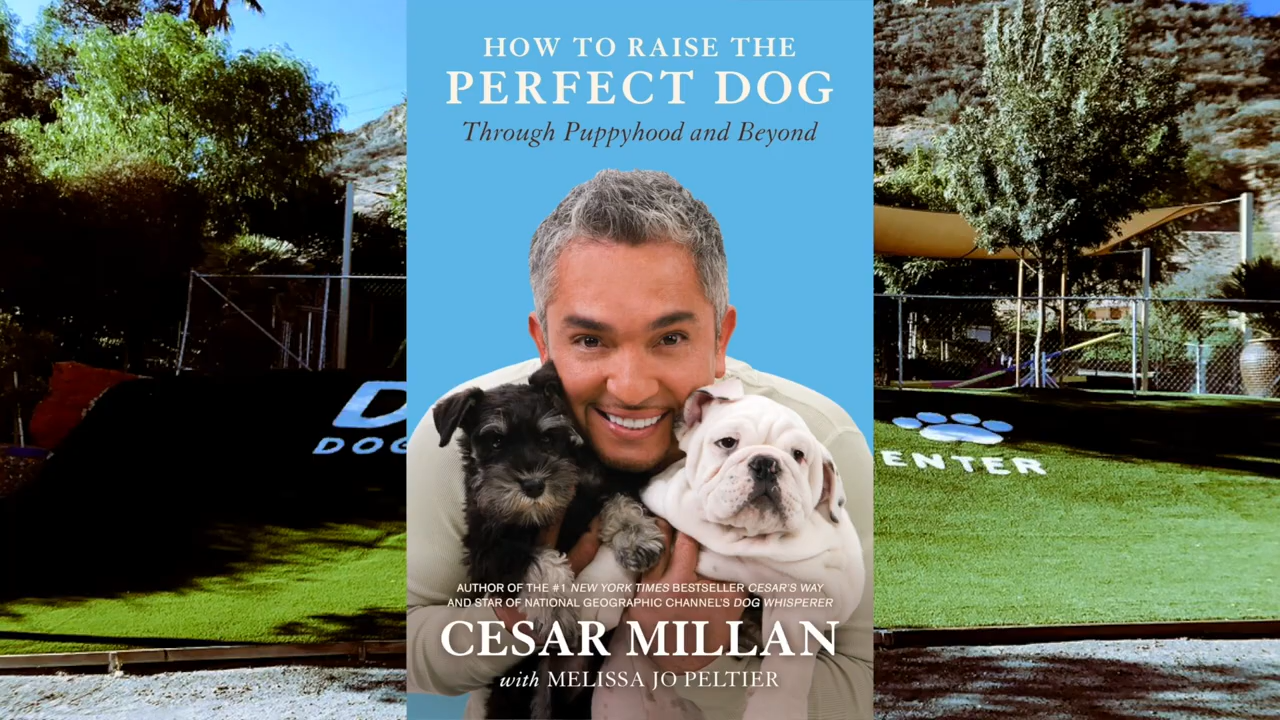 HOW TO RAISE THE
PERFECT DOG
Through Puppyhood and Beyond
D
DOG
ENTER
AUTHOR OF THE #1 NEW YORK TIMES BESTSELLER CESAR'S WAY
AND STAR OF NATIONAL GEOGRAPHIC CHANNEL'S DOG WHISPERER
CESAR MILLAN
with MELISSA JO PELTIER